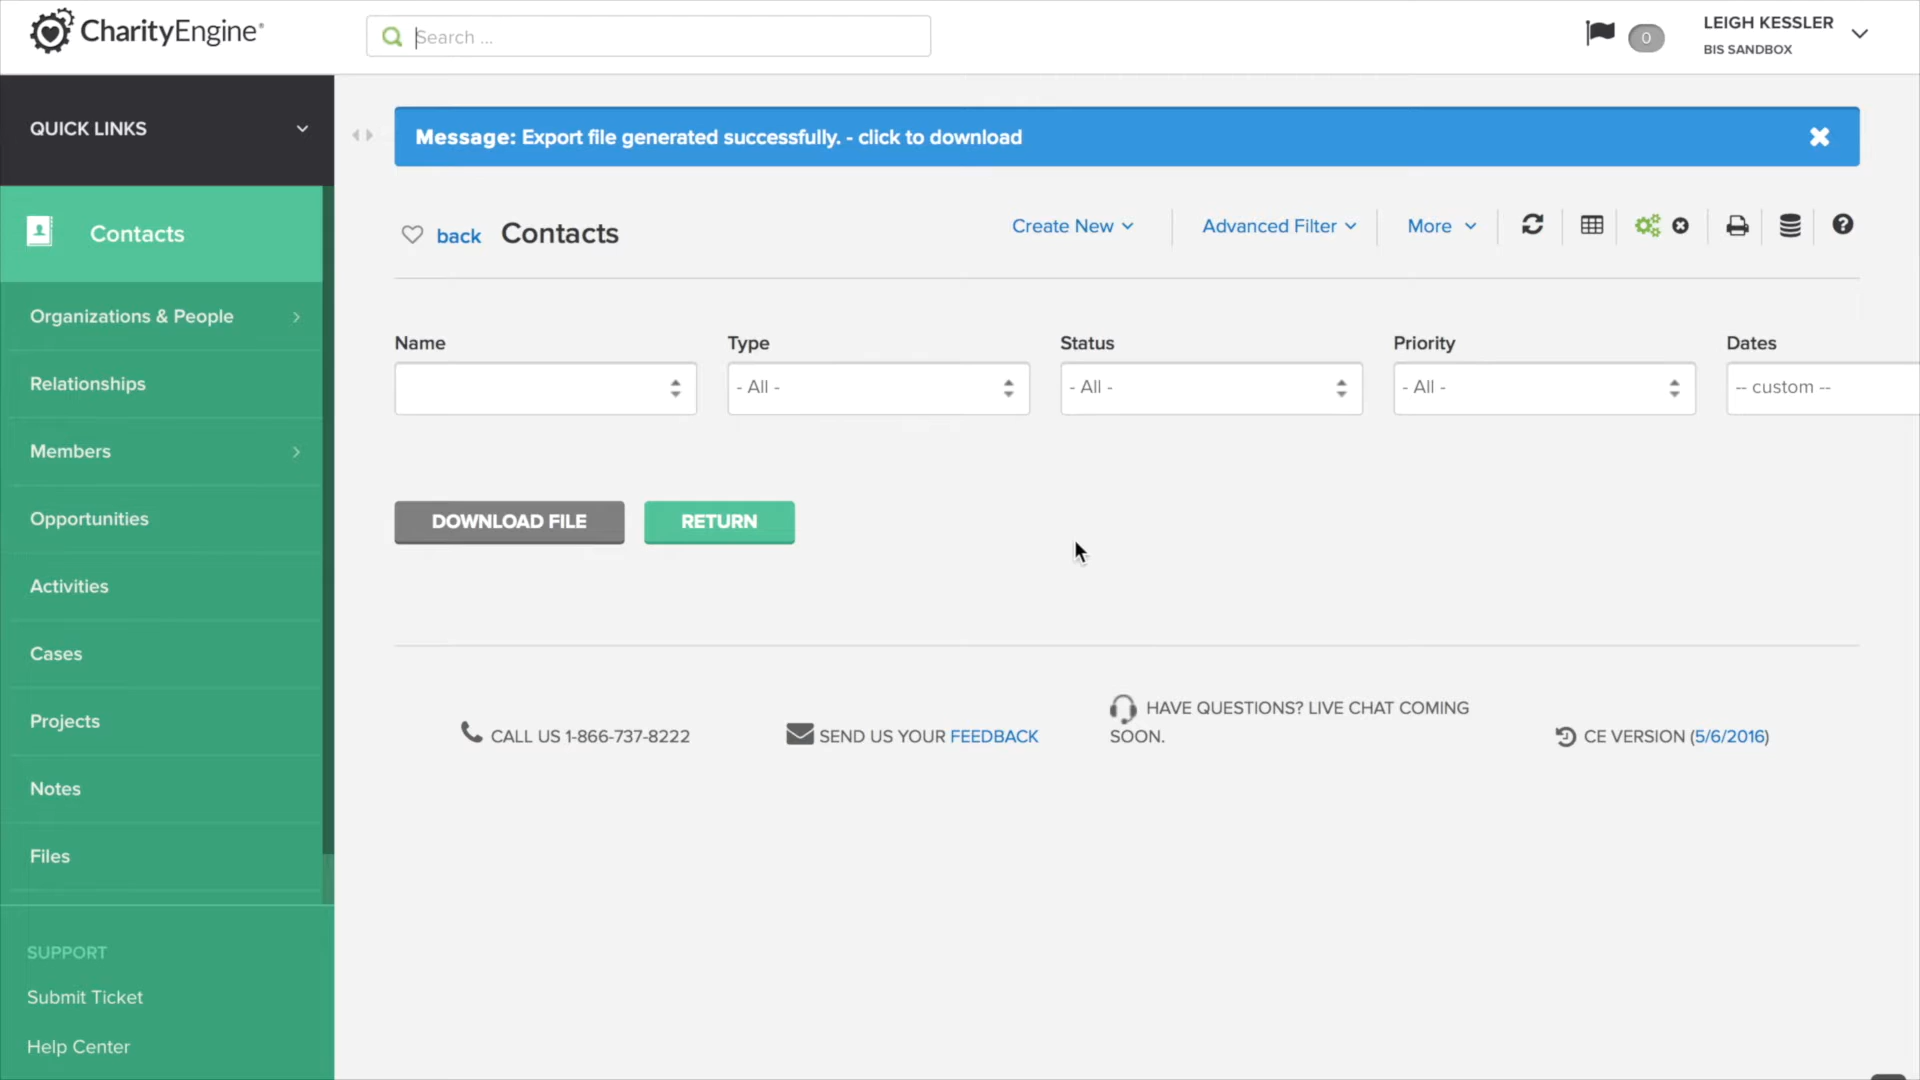 CharityEngine®
Search ...
0
LEIGH KESSLER
BIS SANDBOX
QUICK LINKS
Message: Export file generated successfully. - click to download
Contacts
back Contacts
Create New
Advanced Filter
More
Organizations & People
Relationships
Members
Opportunities
Activities
Cases
Projects
Notes
Files
SUPPORT
Submit Ticket
Help Center
Name
Type
Status
Priority
Dates
- All -
- All -
- All -
-- custom --
DOWNLOAD FILE
RETURN
CALL US 1-866-737-8222
SEND US YOUR FEEDBACK
HAVE QUESTIONS? LIVE CHAT COMING
SOON.
CE VERSION (5/6/2016)